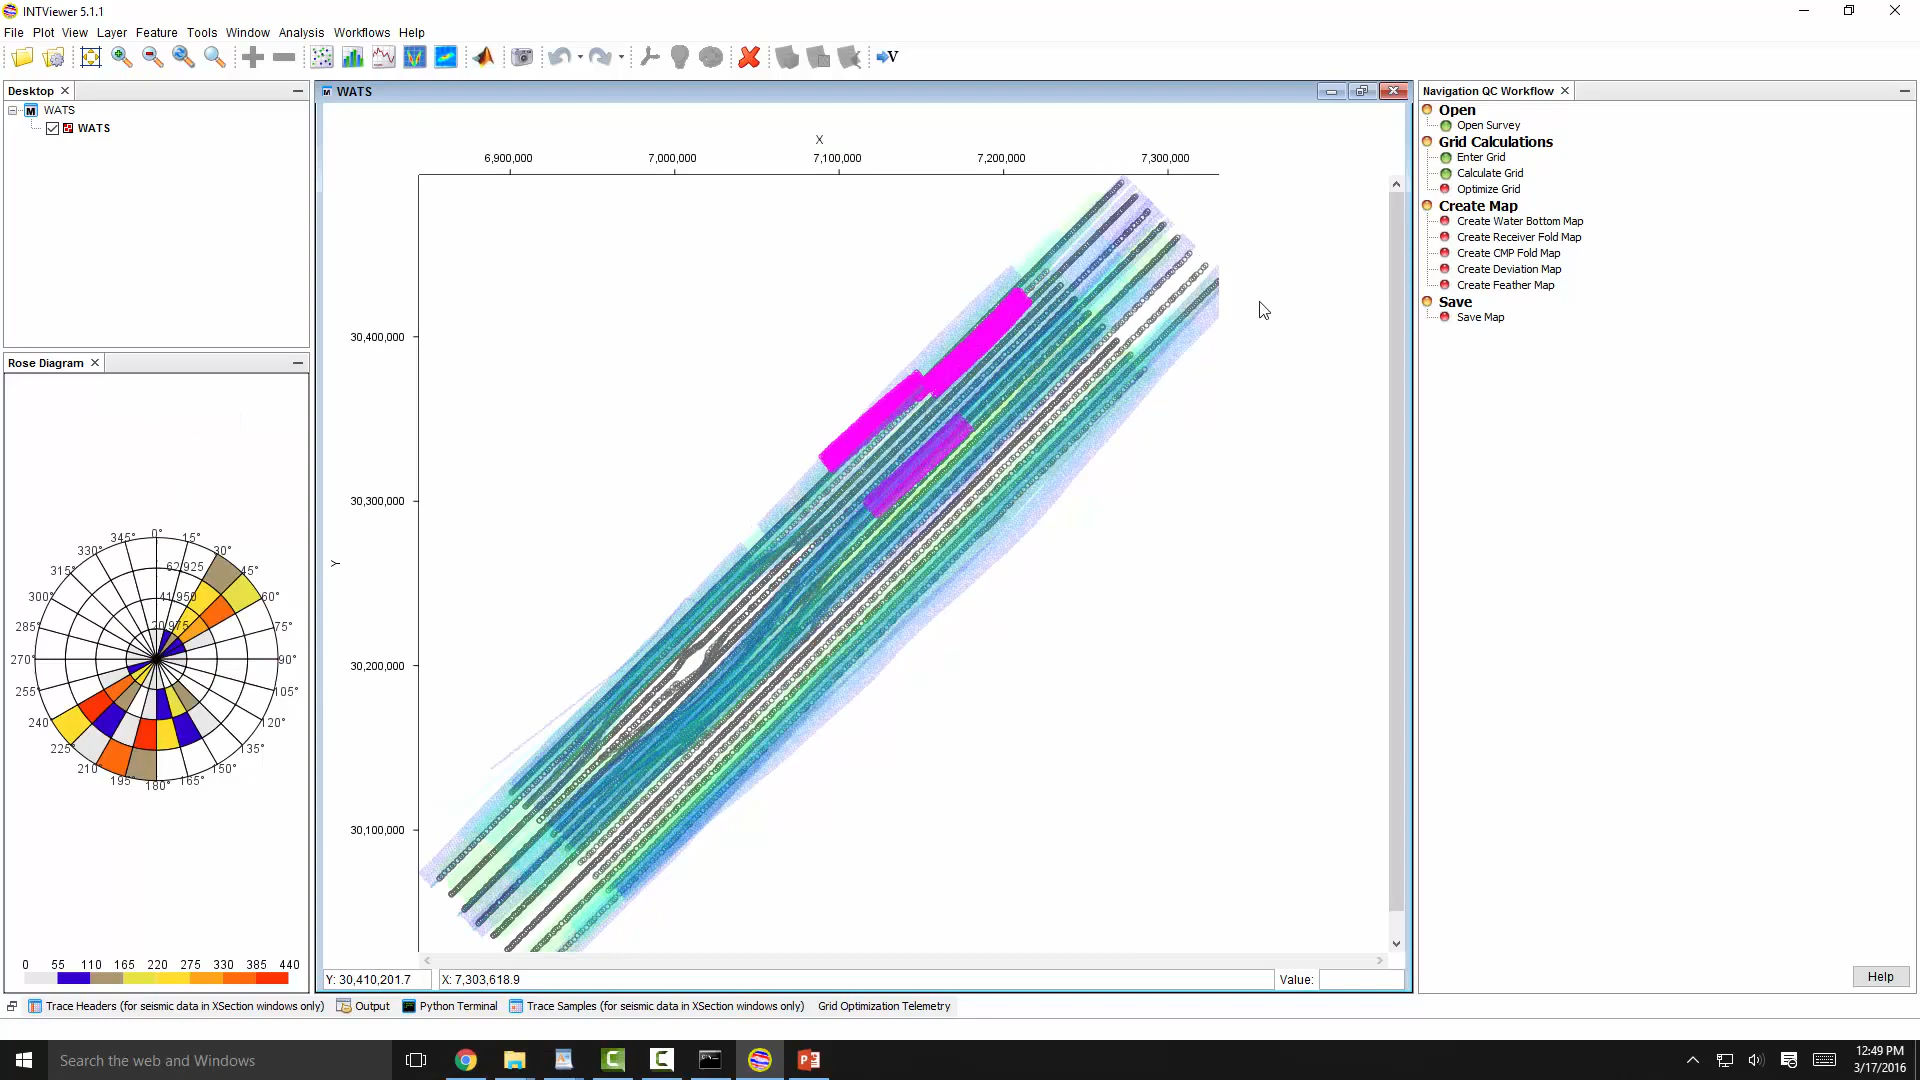 INTViewer 5.1.1
File Plot View Layer Feature Tools Window Analysis Workflows Help
V
Desktop
WATS
WATS
Rose Diagram
0°
15°
30°
45°
60°
75°
90°
105°
120°
135°
150°
165°
180°
195°
210°
225°
240°
255°
270°
285°
300°
315°
330°
345°
62,925
41,950
20,975
0 55 110 165 220 275 330 385 440
WATS
X
6,900,000 7,000,000 7,100,000 7,200,000 7,300,000
Y
30,400,000
30,300,000
30,200,000
30,100,000
Y: 30,410,201.7 X: 7,303,618.9 Value:
Navigation QC Workflow
Open
Open Survey
Grid Calculations
Enter Grid
Calculate Grid
Optimize Grid
Create Map
Create Water Bottom Map
Create Receiver Fold Map
Create CMP Fold Map
Create Deviation Map
Create Feather Map
Save
Save Map
Help
Trace Headers (for seismic data in XSection windows only) Output Python Terminal Trace Samples (for seismic data in XSection windows only) Grid Optimization Telemetry
Search the web and Windows
12:49 PM
3/17/2016